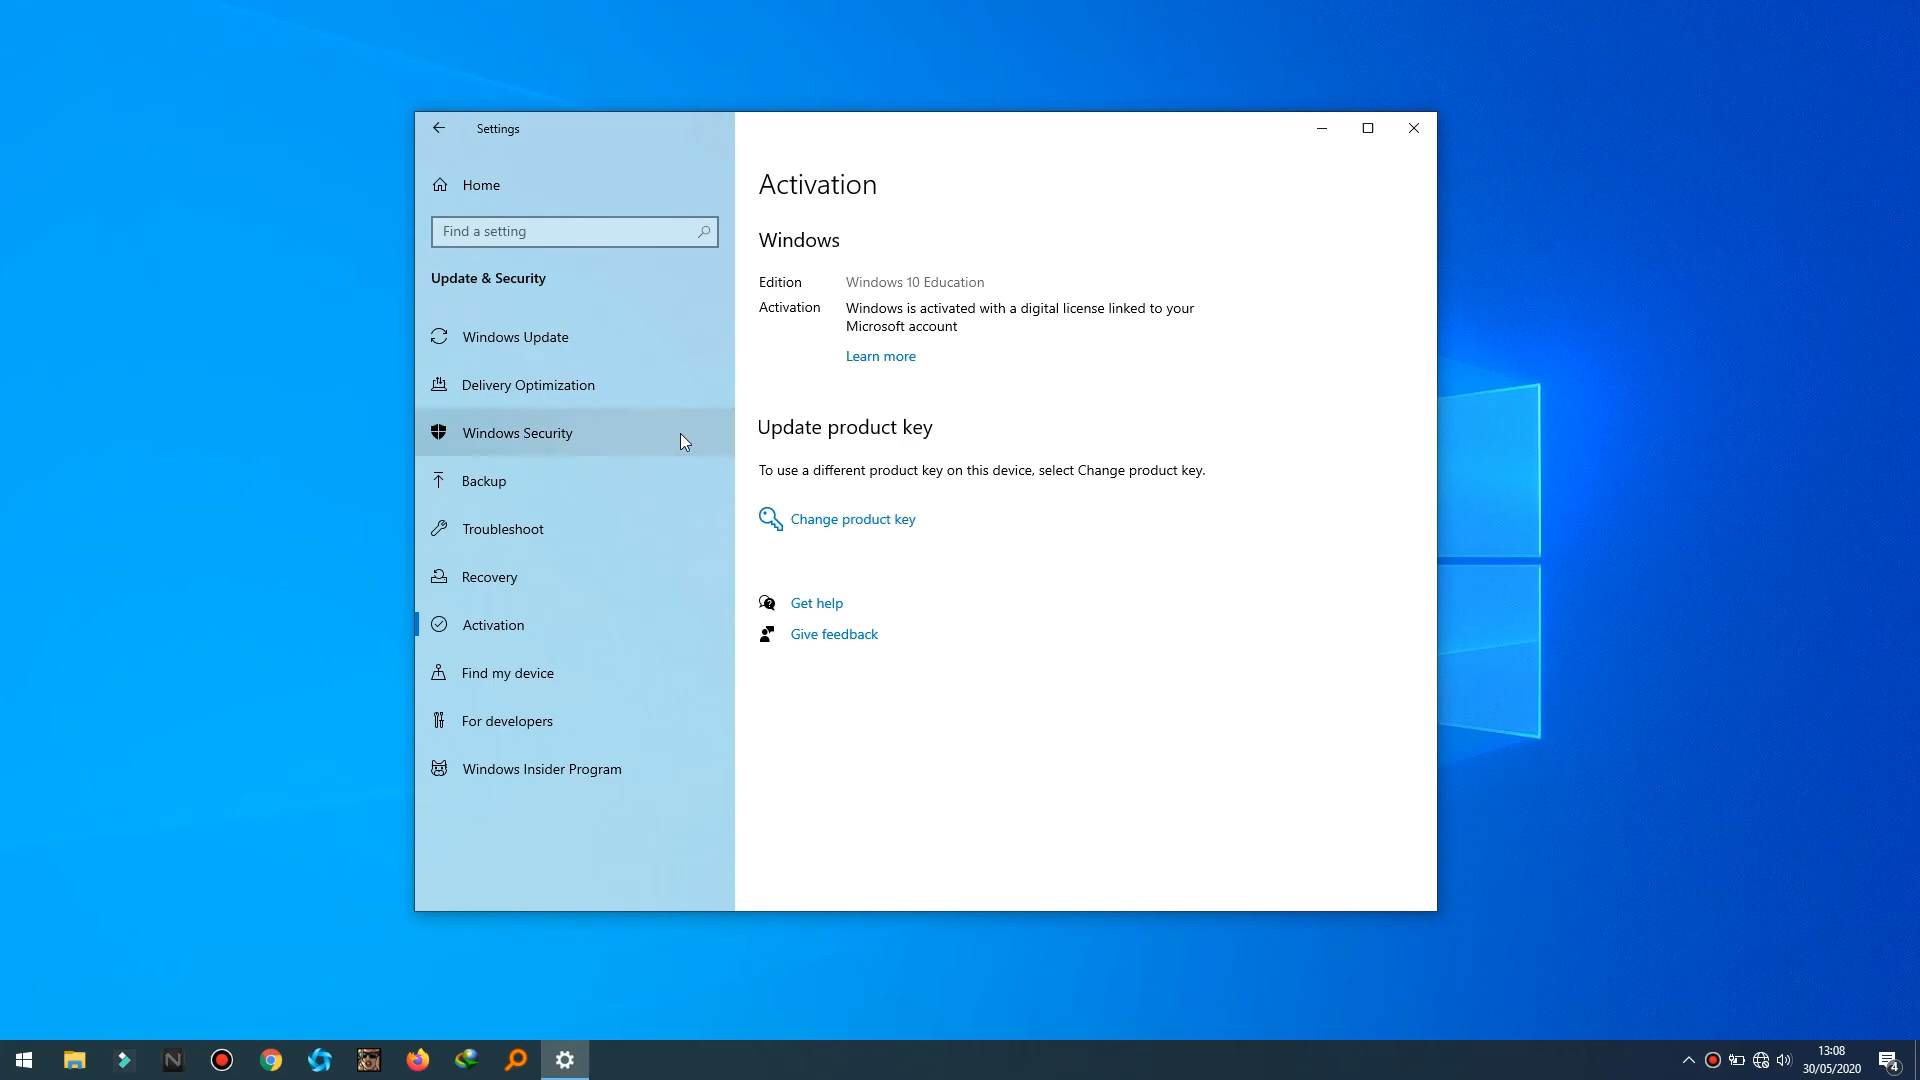 Settings
Home
Find a setting
Update & Security
Windows Update
Delivery Optimization
Windows Security
Backup
Troubleshoot
Recovery
Activation
Find my device
For developers
Windows Insider Program
Activation
Windows
Edition Windows 10 Education
Activation Windows is activated with a digital license linked to your
Microsoft account
Learn more
Update product key
To use a different product key on this device, select Change product key.
Change product key
Get help
Give feedback
13:08
30/05/2020
4